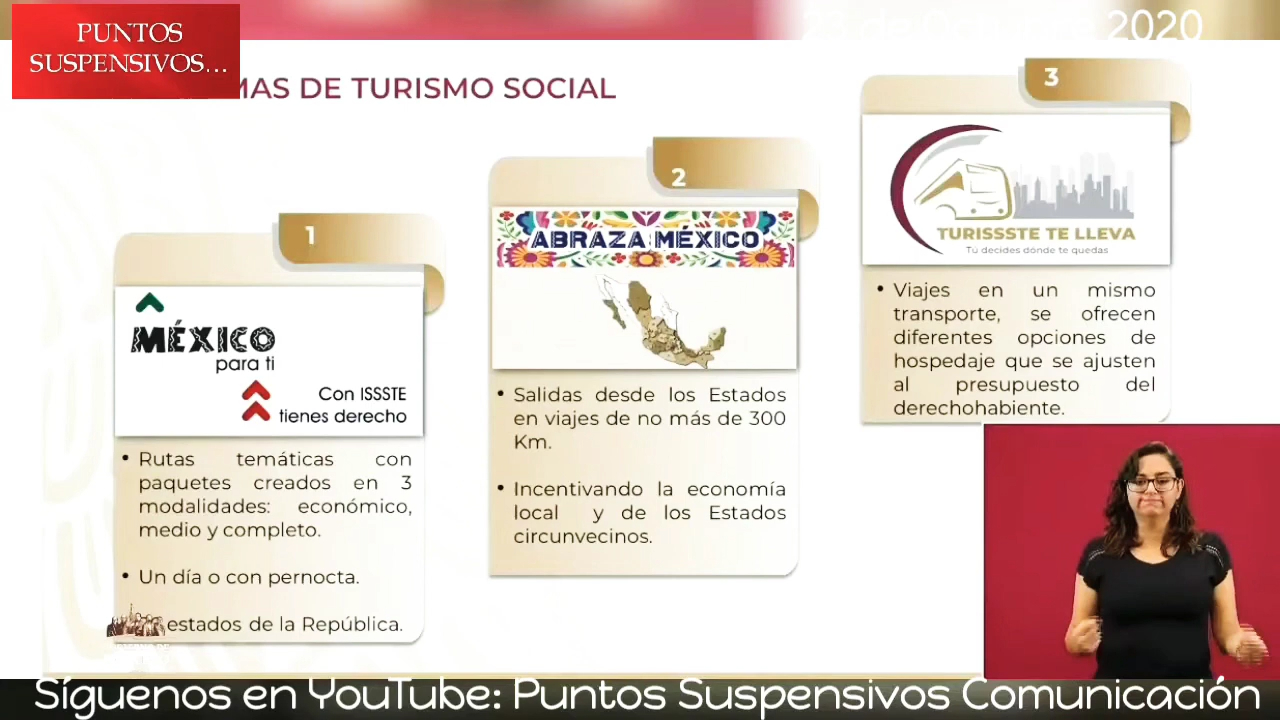 PUNTOS
SUSPENSIVOS...
de Octubre 2020
MAS DE TURISMO SOCIAL
1
MÉXICO
para ti
Con ISSSTE
tienes derecho
• Rutas temáticas con
paquetes creados en 3
modalidades: económico,
medio y completo.
• Un día o con pernocta.
estados de la República.
2
ABRAZA MÉXICO
• Salidas desde los Estados
en viajes de no más de 300
Km.
• Incentivando la economía
local y de los Estados
circunvecinos.
3
TURISSSTE TE LLEVA
Tú decides dónde te quedas
• Viajes en un mismo
transporte, se ofrecen
diferentes opciones de
hospedaje que se ajusten
al presupuesto del
derechohabiente.
Síguenos en YouTube: Puntos Suspensivos Comunicación